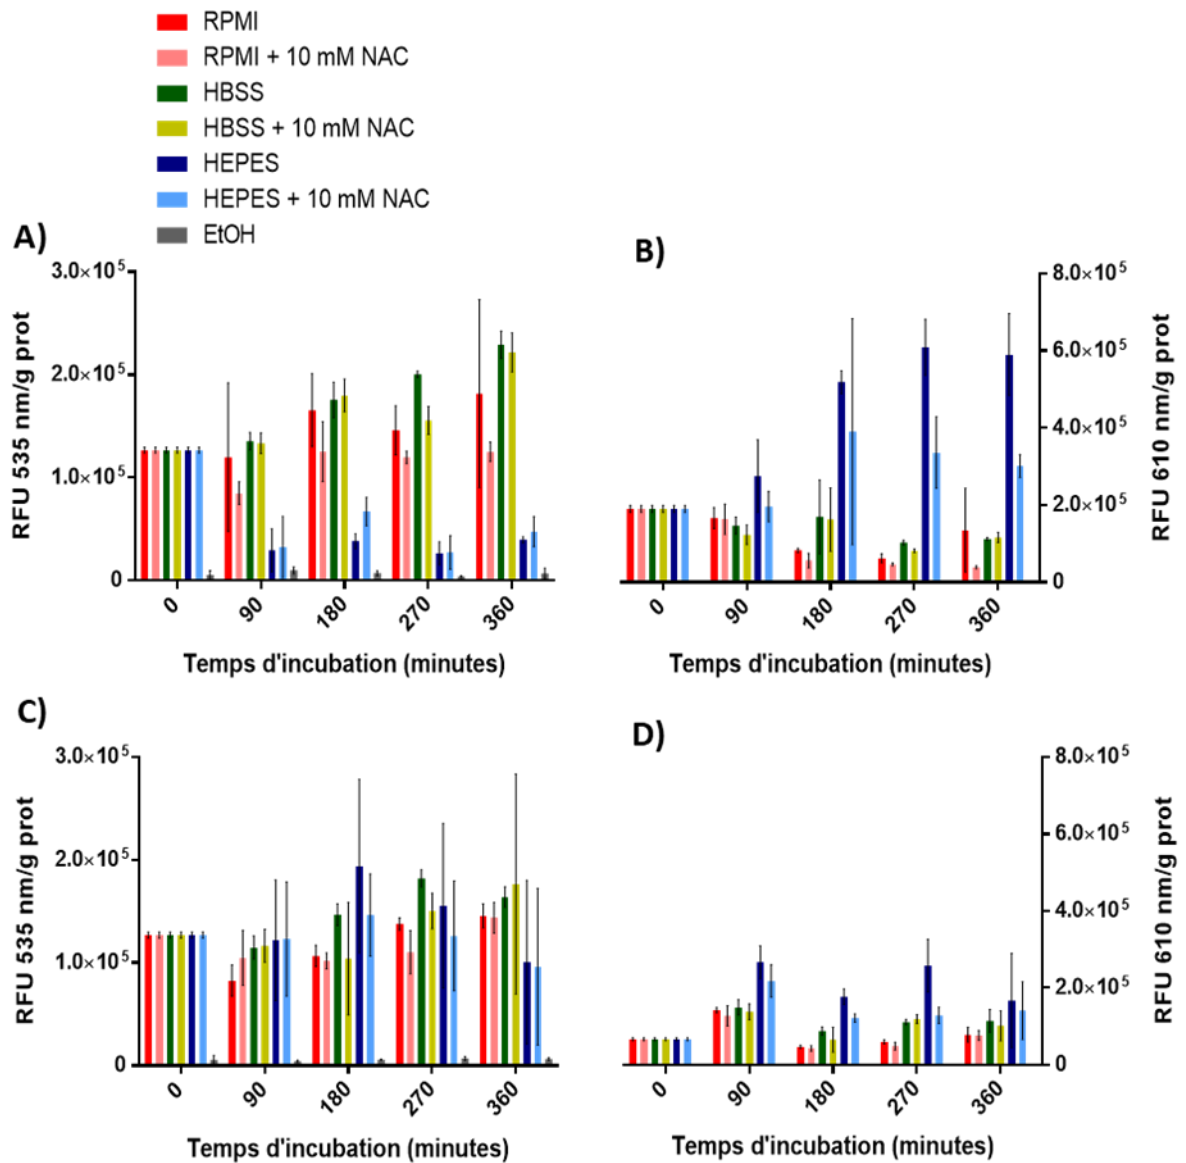 RPMI
RPMI + 10 mM NAC
HBSS
HBSS + 10 mM NAC
HEPES
HEPES + 10 mM NAC
EtOH
A)
RFU 535 nm/g prot
3.0×10⁵
2.0×10⁵
1.0×10⁵
0
0 90 180 270 360
Temps d'incubation (minutes)
B)
8.0×10⁵
6.0×10⁵
4.0×10⁵
2.0×10⁵
0
RFU 610 nm/g prot
0 90 180 270 360
Temps d'incubation (minutes)
C)
RFU 535 nm/g prot
3.0×10⁵
2.0×10⁵
1.0×10⁵
0
0 90 180 270 360
Temps d'incubation (minutes)
D)
8.0×10⁵
6.0×10⁵
4.0×10⁵
2.0×10⁵
0
RFU 610 nm/g prot
0 90 180 270 360
Temps d'incubation (minutes)